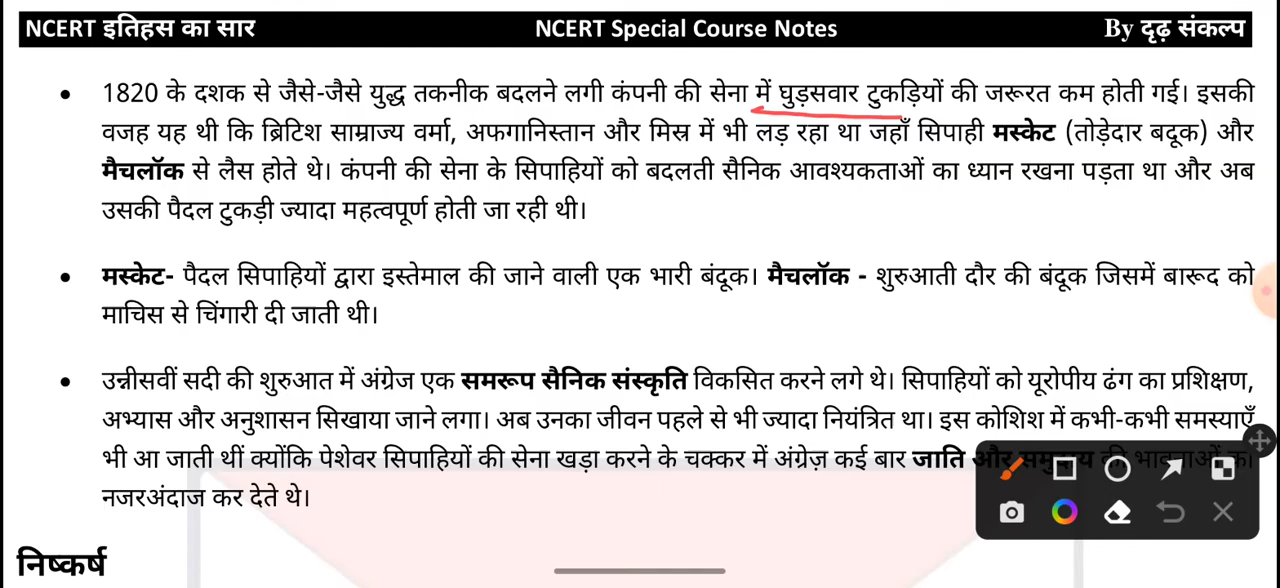 NCERT इतिहस का सार NCERT Special Course Notes By दृढ़ संकल्प
• 1820 के दशक से जैसे-जैसे युद्ध तकनीक बदलने लगी कंपनी की सेना में घुड़सवार टुकड़ियों की जरूरत कम होती गई। इसकी
वजह यह थी कि ब्रिटिश साम्राज्य वर्मा, अफगानिस्तान और मिस्र में भी लड़ रहा था जहाँ सिपाही मस्केट (तोड़ेदार बदूक) और
मैचलॉक से लैस होते थे। कंपनी की सेना के सिपाहियों को बदलती सैनिक आवश्यकताओं का ध्यान रखना पड़ता था और अब
उसकी पैदल टुकड़ी ज्यादा महत्वपूर्ण होती जा रही थी।
• मस्केट- पैदल सिपाहियों द्वारा इस्तेमाल की जाने वाली एक भारी बंदूक। मैचलॉक - शुरुआती दौर की बंदूक जिसमें बारूद को
माचिस से चिंगारी दी जाती थी।
• उन्नीसवीं सदी की शुरुआत में अंग्रेज एक समरूप सैनिक संस्कृति विकसित करने लगे थे। सिपाहियों को यूरोपीय ढंग का प्रशिक्षण,
अभ्यास और अनुशासन सिखाया जाने लगा। अब उनका जीवन पहले से भी ज्यादा नियंत्रित था। इस कोशिश में कभी-कभी समस्याएँ
भी आ जाती थीं क्योंकि पेशेवर सिपाहियों की सेना खड़ा करने के चक्कर में अंग्रेज़ कई बार जाति और समुदाय की भावनाओं को
नजरअंदाज कर देते थे।
निष्कर्ष